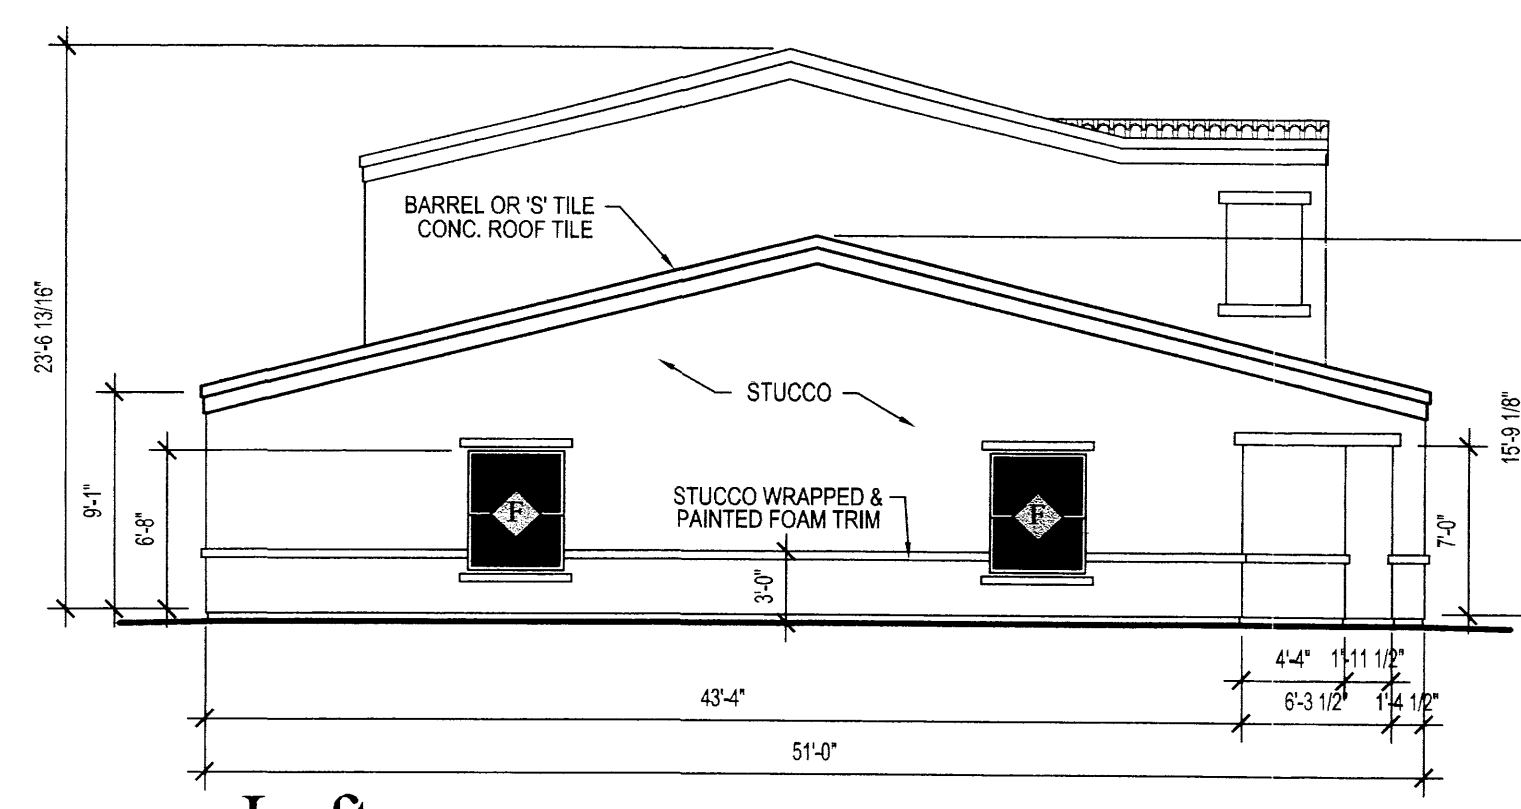 BARREL OR 'S' TILE
CONC. ROOF TILE
23'-6 13/16"
9'-1"
6'-8"
STUCCO
F
F
STUCCO WRAPPED &
PAINTED FOAM TRIM
3'-0"
15'-9 1/8"
7'-0"
4'-4" 1'-11 1/2"
43'-4" 6'-3 1/2" 1'-4 1/2"
51'-0"